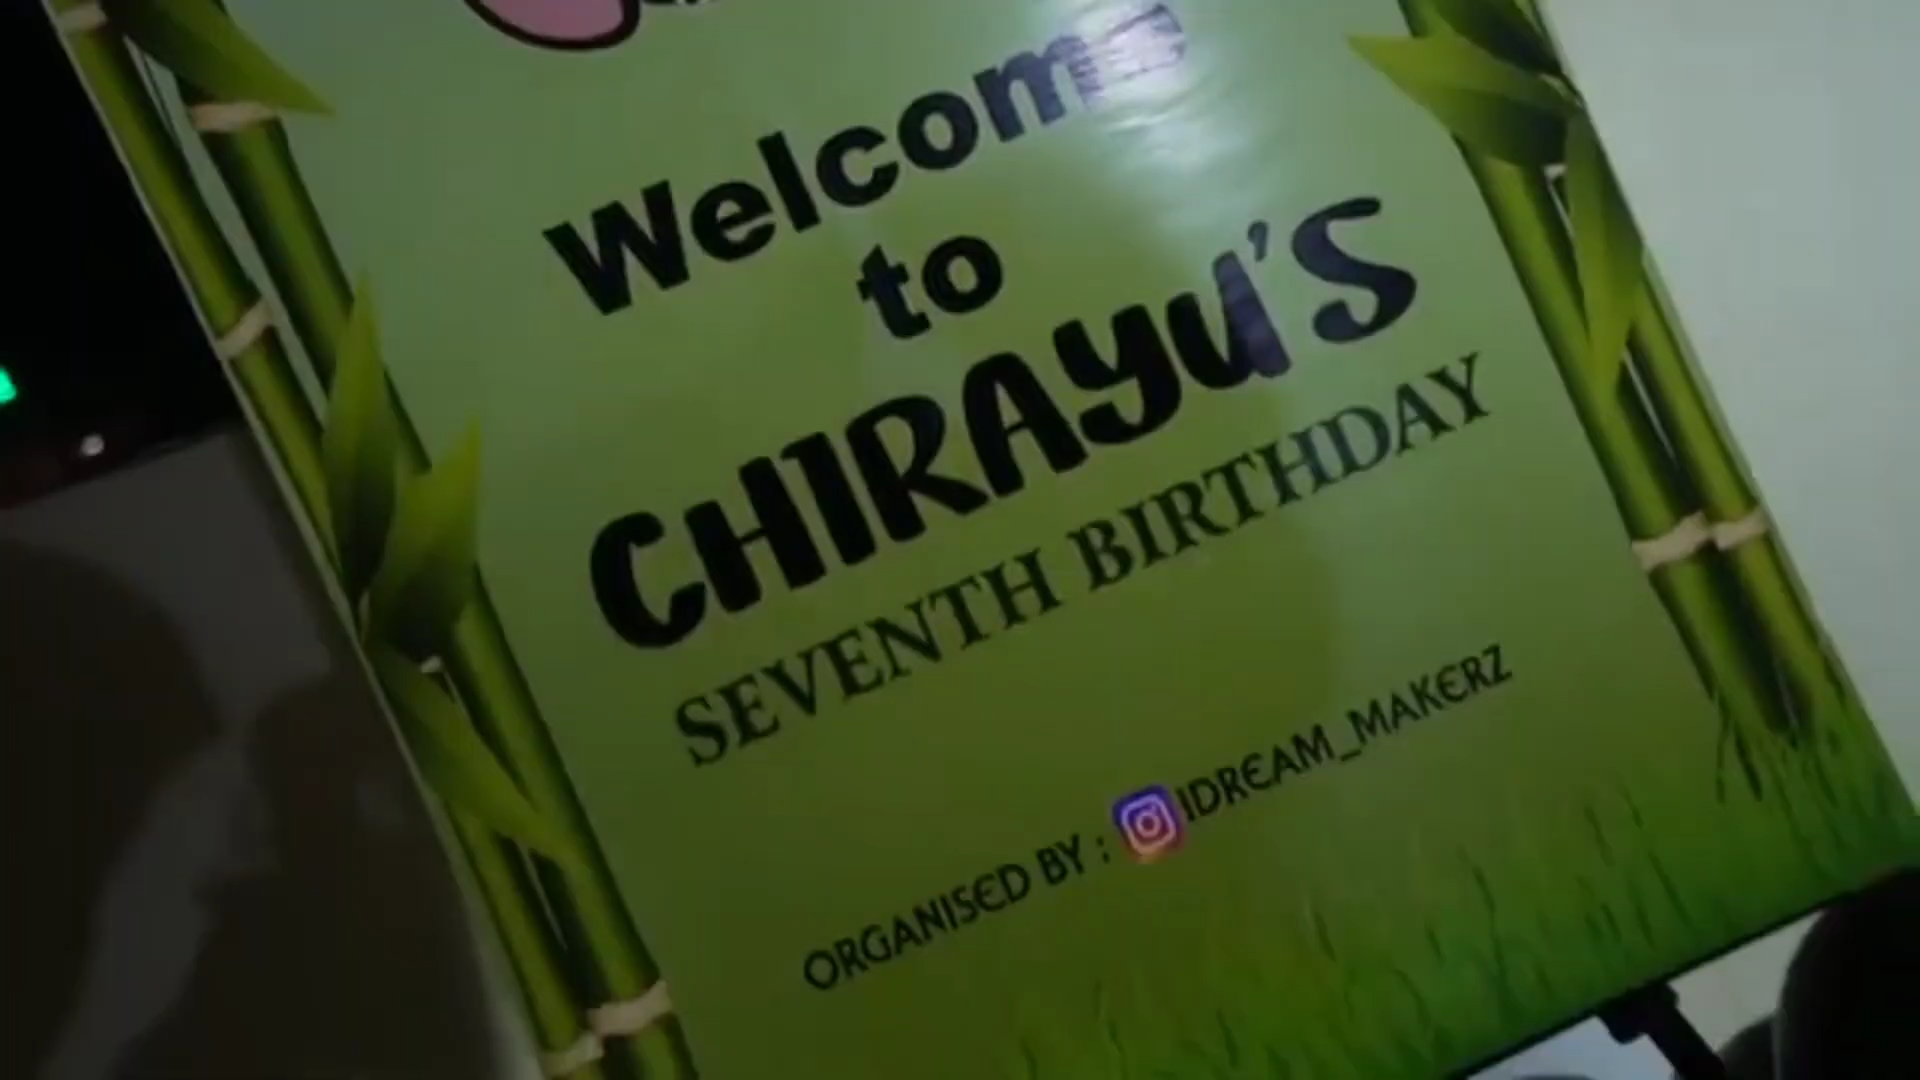 Welcome
to
CHIRAYU'S
SEVENTH BIRTHDAY
ORGANISED BY : IDREAM_MAKERZ